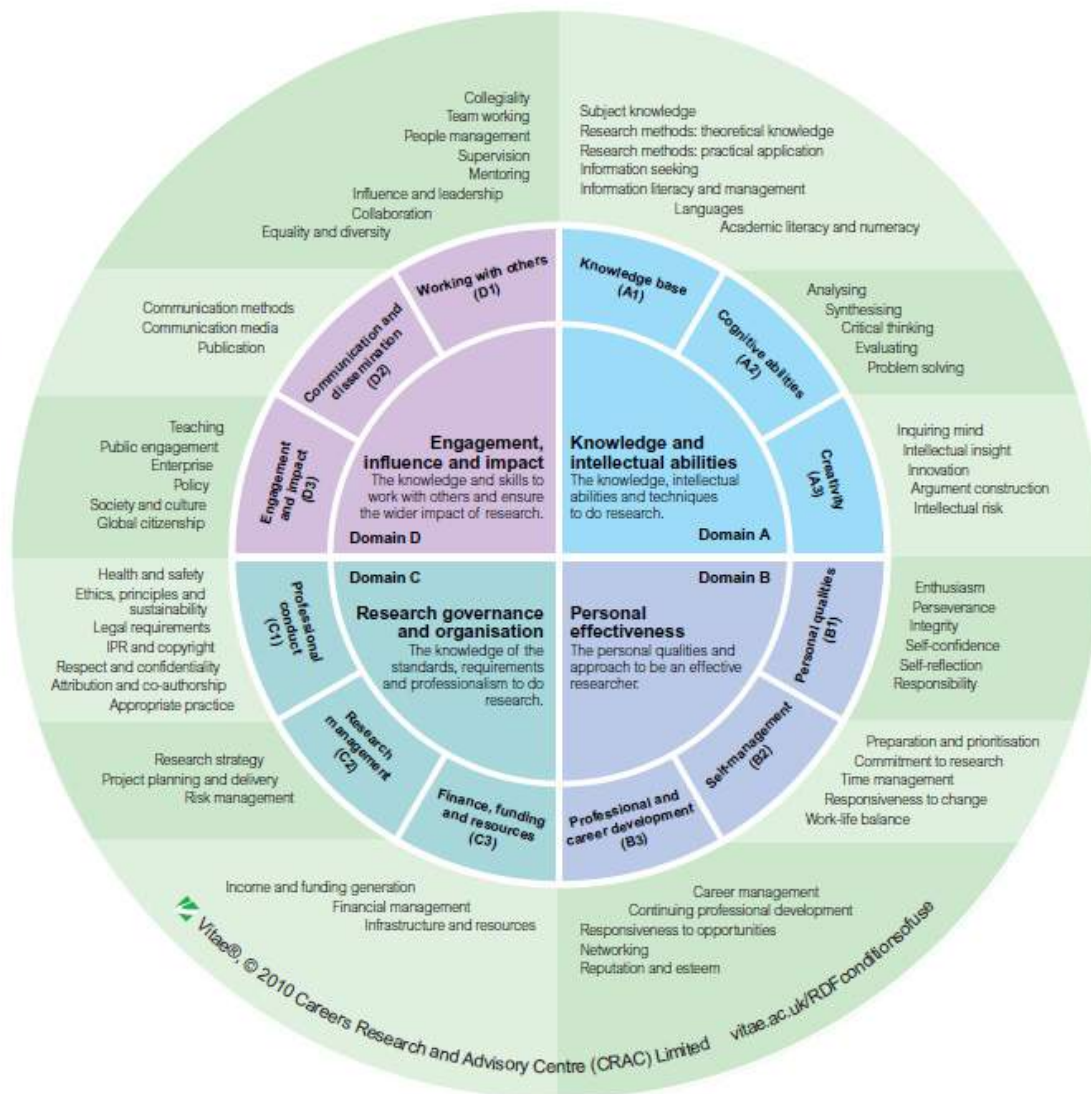 Collegiality
Team working
People management
Supervision
Mentoring
Influence and leadership
Collaboration
Equality and diversity
Subject knowledge
Research methods: theoretical knowledge
Research methods: practical application
Information seeking
Information literacy and management
Languages
Academic literacy and numeracy
Working with others
(D1)
Knowledge base
(A1)
Communication methods
Communication media
Publication
Communication and
dissemination
(D2)
Cognitive abilities
(A2)
Analysing
Synthesising
Critical thinking
Evaluating
Problem solving
Teaching
Public engagement
Enterprise
Policy
Society and culture
Global citizenship
Engagement
and impact
(D3)
Engagement,
influence and impact
The knowledge and skills to
work with others and ensure
the wider impact of research.
Domain D
Knowledge and
intellectual abilities
The knowledge, intellectual
abilities and techniques
to do research.
Domain A
Creativity
(A3)
Inquiring mind
Intellectual insight
Innovation
Argument construction
Intellectual risk
Health and safety
Ethics, principles and
sustainability
Legal requirements
IPR and copyright
Respect and confidentiality
Attribution and co-authorship
Appropriate practice
Professional
conduct
(C1)
Domain C
Research governance
and organisation
The knowledge of the
standards, requirements
and professionalism to do
research.
Domain B
Personal
effectiveness
The personal qualities and
approach to be an effective
researcher.
Personal qualities
(B1)
Enthusiasm
Perseverance
Integrity
Self-confidence
Self-reflection
Responsibility
Research strategy
Project planning and delivery
Risk management
Research
management
(C2)
Self-management
(B2)
Preparation and prioritisation
Commitment to research
Time management
Responsiveness to change
Work-life balance
Finance, funding
and resources
(C3)
Professional and
career development
(B3)
Income and funding generation
Financial management
Infrastructure and resources
Career management
Continuing professional development
Responsiveness to opportunities
Networking
Reputation and esteem
Vitae®, © 2010 Careers Research and Advisory Centre (CRAC) Limited vitae.ac.uk/RDFconditionsofuse